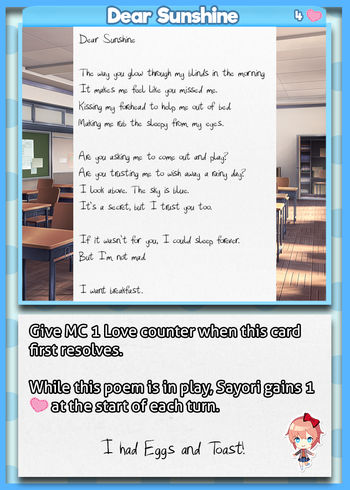 Dear Sunshine
4
Dear Sunshine
The way you glow through my blinds in the morning
It makes me feel like you missed me.
Kissing my forehead to help me out of bed
Making me rub the sleepy from my eyes.
Are you asking me to come out and play?
Are you trusting me to wish away a rainy day?
I look above. The sky is blue.
It's a secret, but I trust you too.
If it wasn't for you, I could sleep forever.
But I'm not mad
I want breakfast.
Give MC 1 Love counter when this card
first resolves.
While this poem is in play, Sayori gains 1
at the start of each turn.
I had Eggs and Toast!